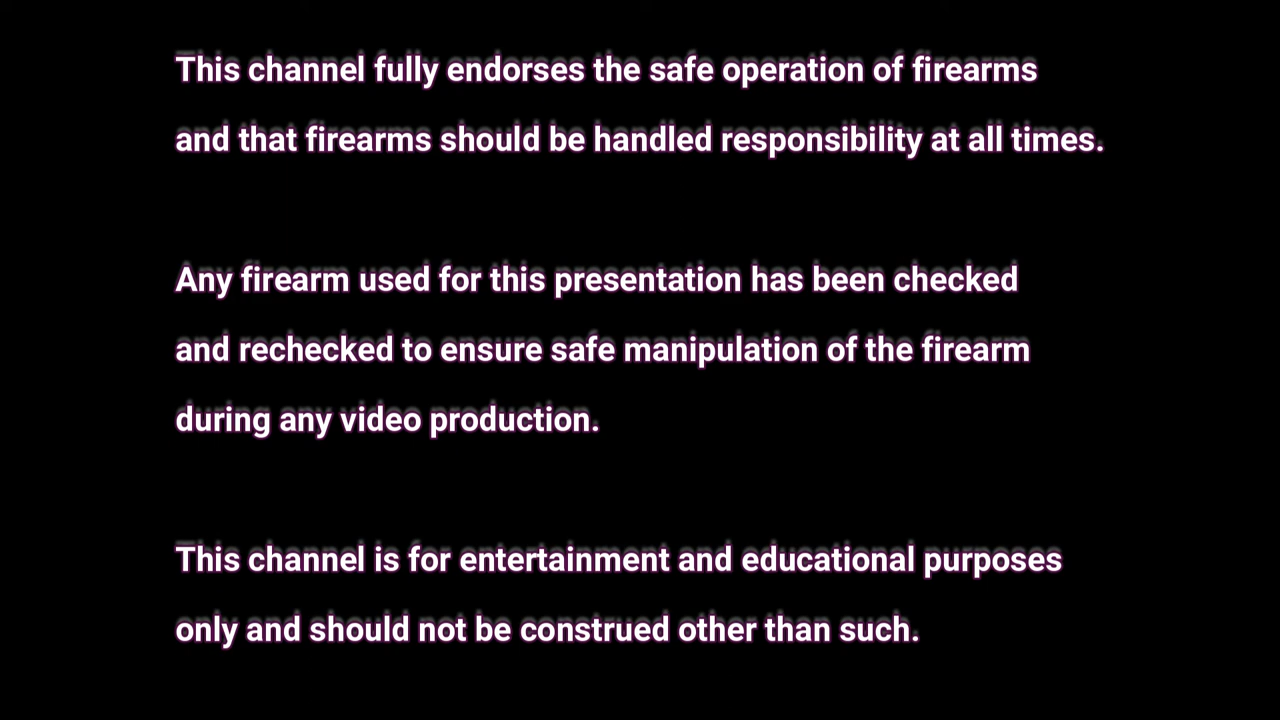 This channel fully endorses the safe operation of firearms
and that firearms should be handled responsibility at all times.
Any firearm used for this presentation has been checked
and rechecked to ensure safe manipulation of the firearm
during any video production.
This channel is for entertainment and educational purposes
only and should not be construed other than such.